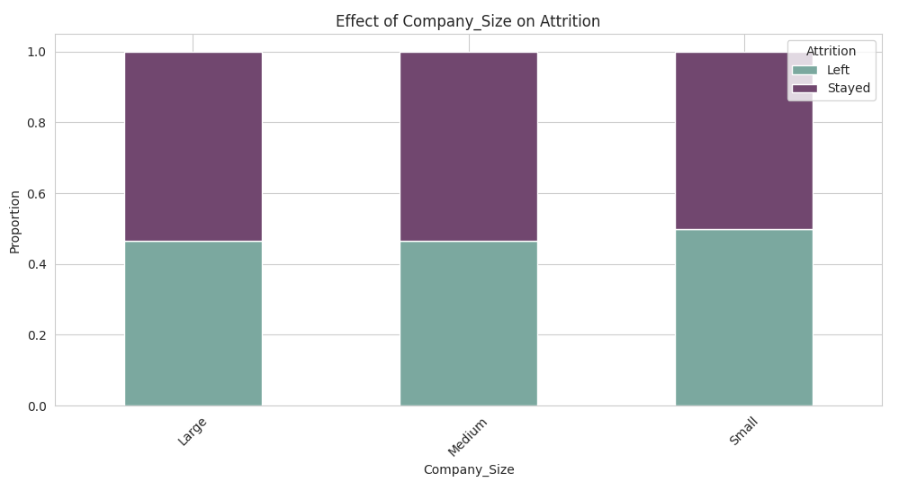 Effect of Company_Size on Attrition
Attrition
Left
Stayed
1.0
0.8
0.6
0.4
0.2
0.0
Proportion
Large
Medium
Small
Company_Size